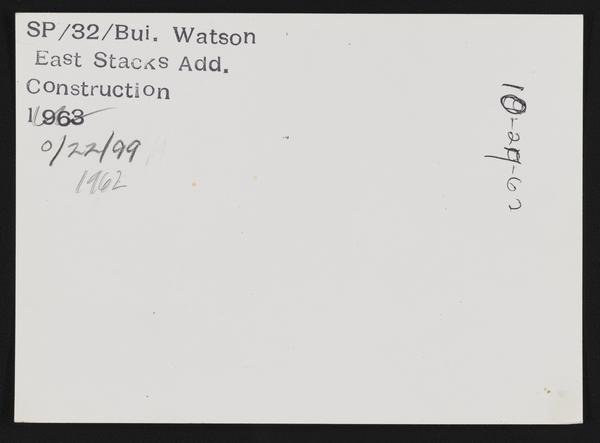 SP/32/Bui. Watson
East Stacks Add.
Construction
1963
0/22/99
1962
10-29-62